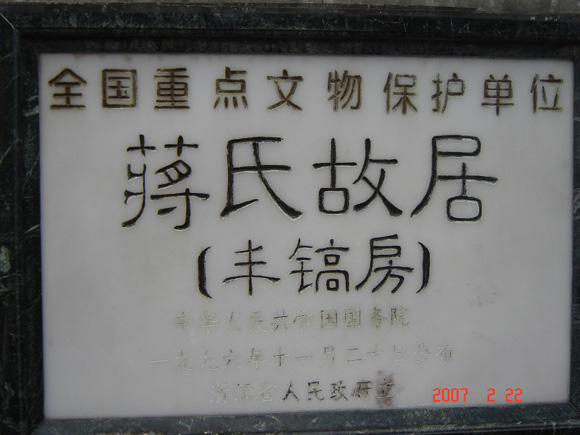 全国重点文物保护单位
蒋氏故居
(丰镐房)
中华人民共和国国务院
一九九六年十一月二十日公布
浙江省人民政府立
2007 2 22